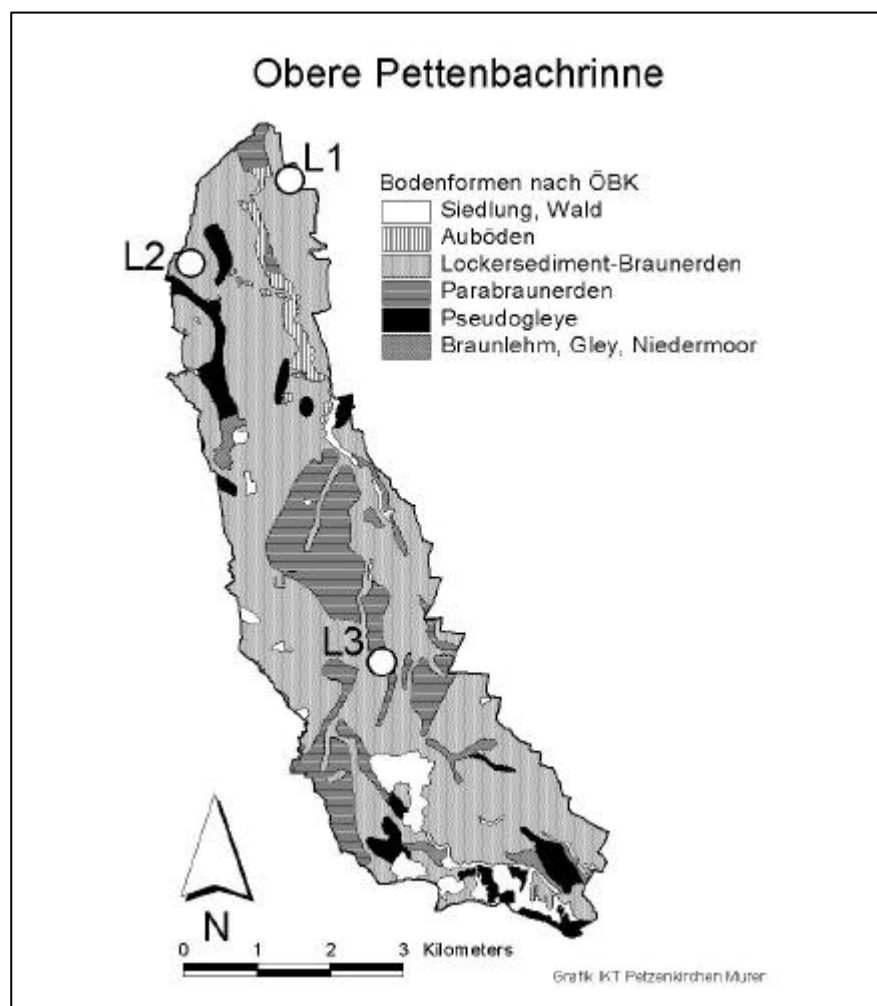 Obere Pettenbachrinne
L1
Bodenformen nach ÖBK
Siedlung, Wald
Auböden
L2
Lockersediment-Braunerden
Parabraunerden
Pseudogleye
Braunlehm, Gley, Niedermoor
L3
N
0 1 2 3 Kilometers
Grafik IKT Petzenkirchen Murer